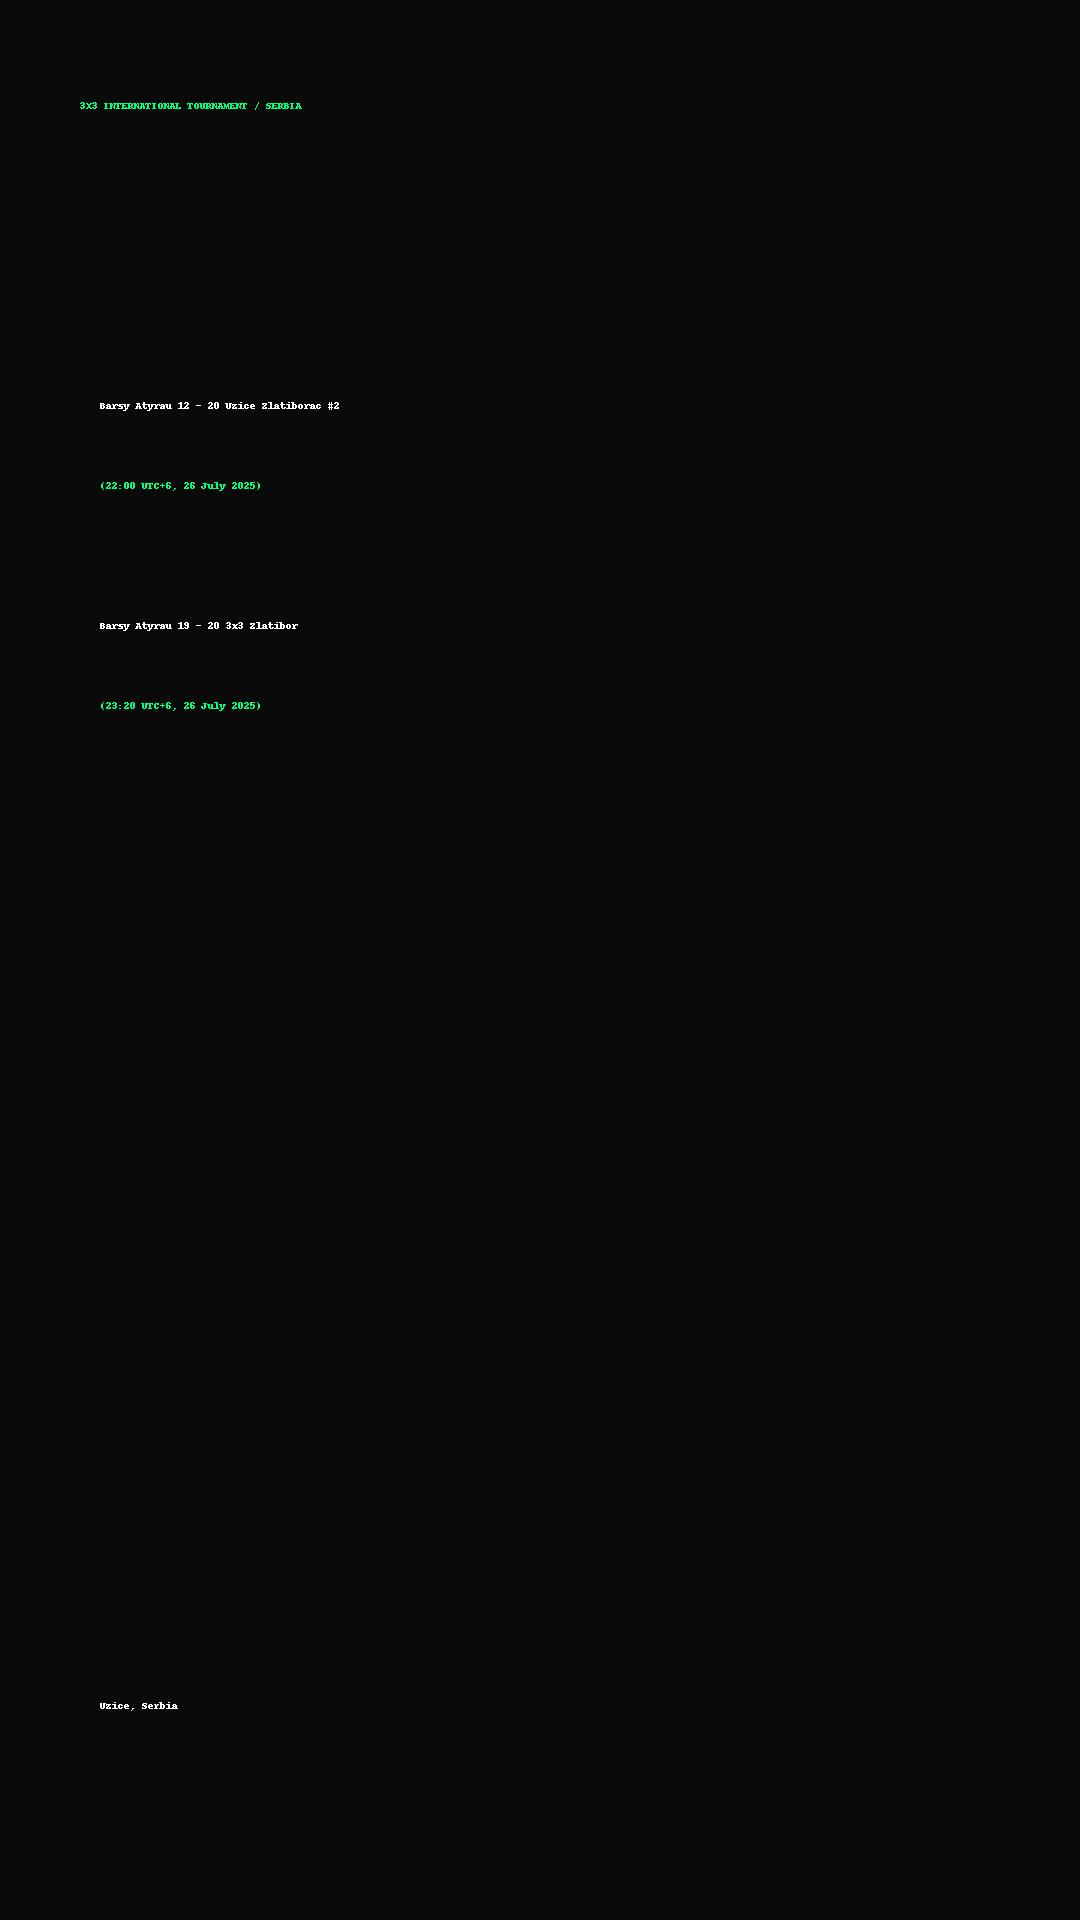 3X3 INTERNATIONAL TOURNAMENT / SERBIA
Barsy Atyrau 12 - 20 Uzice Zlatiborac #2
(22:00 UTC+6, 26 July 2025)
Barsy Atyrau 19 - 20 3x3 Zlatibor
(23:20 UTC+6, 26 July 2025)
Uzice, Serbia